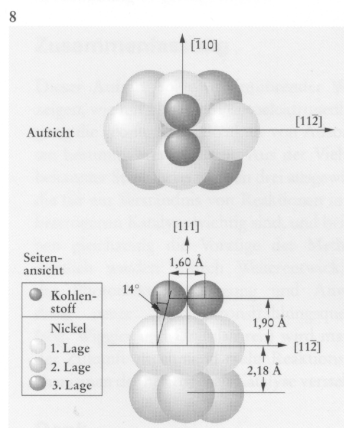 8
[1̄10]
Aufsicht
[112̄]
[111]
Seiten-
ansicht
1,60 Å
14°
Kohlen-
stoff
Nickel
1. Lage
2. Lage
3. Lage
1,90 Å
[112̄]
2,18 Å